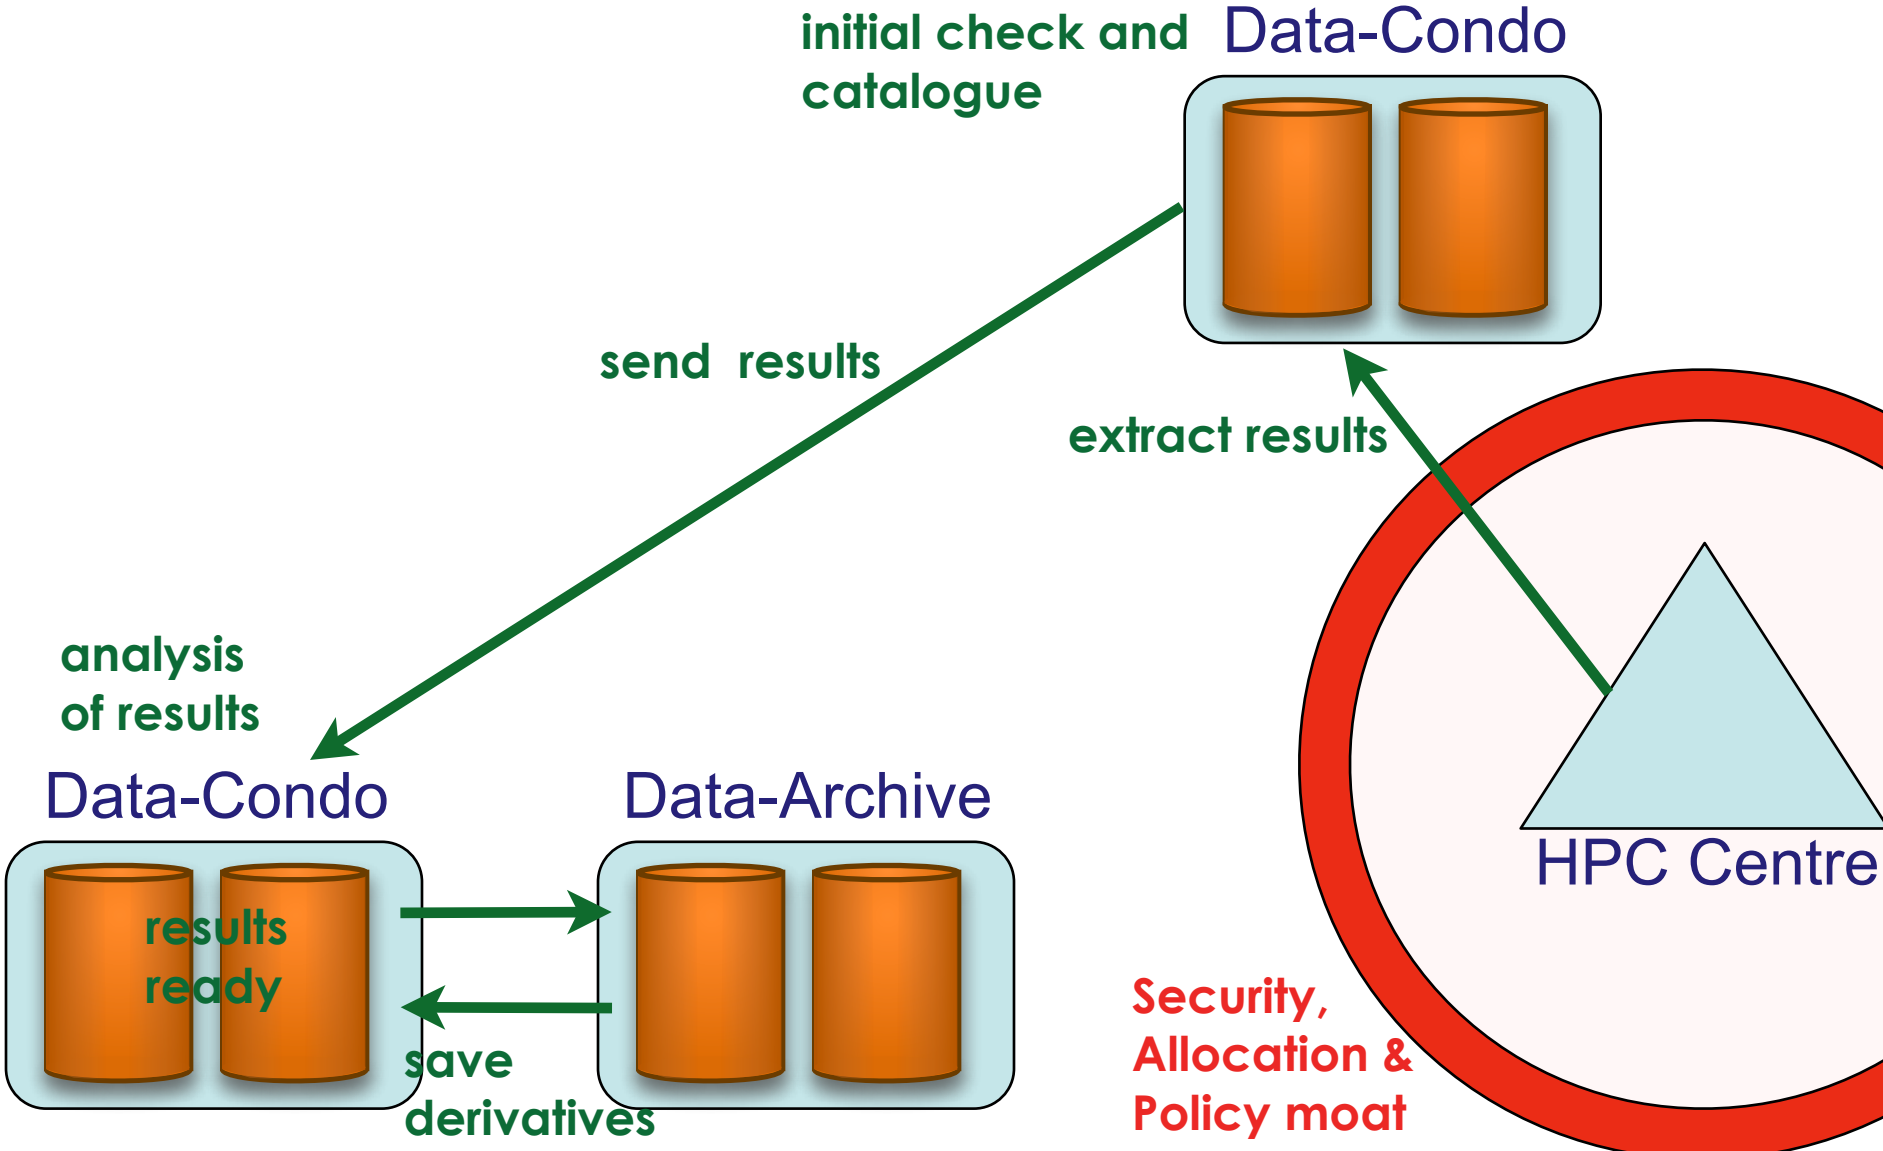 initial check and
catalogue
Data-Condo
send  results
extract results
analysis
of results
Data-Condo
Data-Archive
HPC Centre
results
ready
save
derivatives
Security,
Allocation &
Policy moat